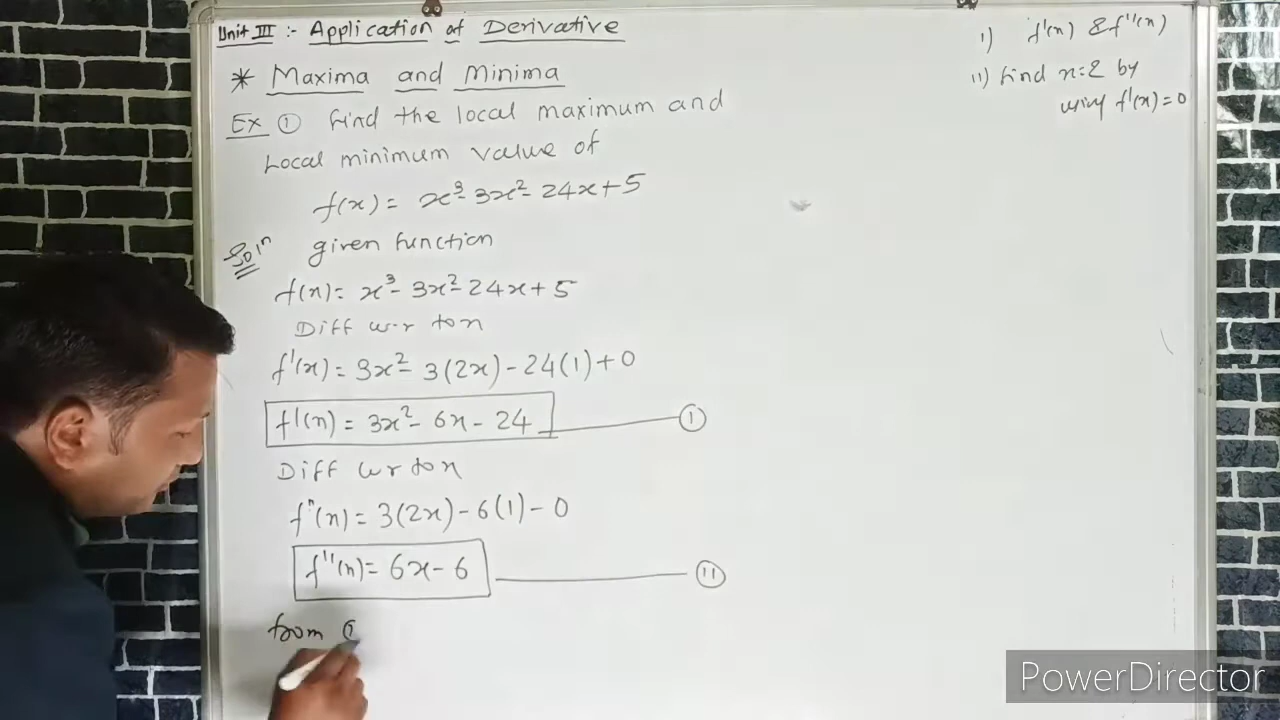 Unit III :- Application of Derivative
* Maxima and Minima
Ex ① Find the local maximum and
Local minimum value of
f(x) = x³- 3x²- 24x+5
Solⁿ given function
f(x)= x³- 3x²- 24x+5
Diff w-r to x
f'(x) = 3x²- 3(2x)-24(1)+0
f'(x) = 3x²- 6x- 24 ①
Diff w r to x
f"(x)= 3(2x)-6(1)-0
f''(x)= 6x-6 ⑪
from
ı) f'(x) & f''(x)
ıı) Find x=? by
using f'(x)=0
PowerDirector